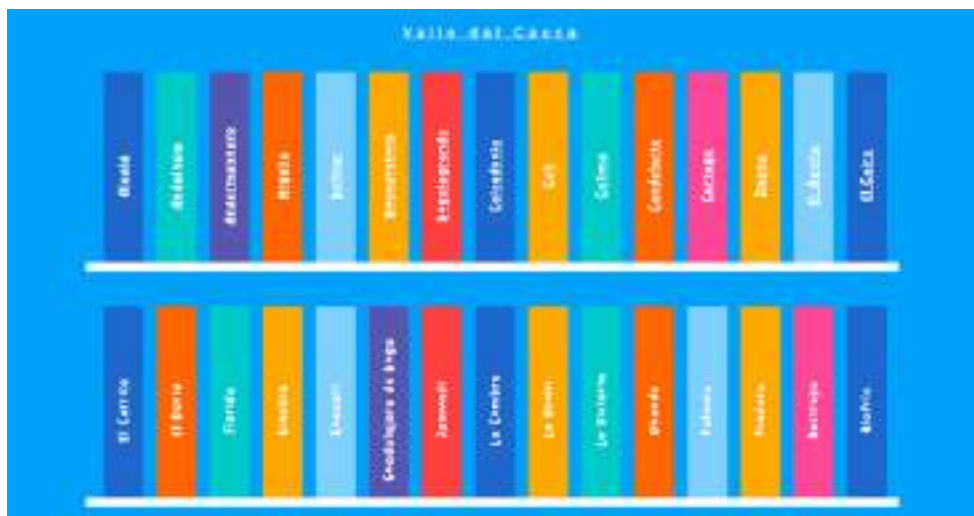 Valle del Cauca
Alcalá
Andalucía
Ansermanuevo
Argelia
Bolívar
Buenaventura
Bugalagrande
Caicedonia
Cali
Calima
Candelaria
Cartago
Dagua
El Águila
El Cairo
El Cerrito
El Dovio
Florida
Ginebra
Guacarí
Guadalajara de Buga
Jamundí
La Cumbre
La Unión
La Victoria
Obando
Palmira
Pradera
Restrepo
Riofrío